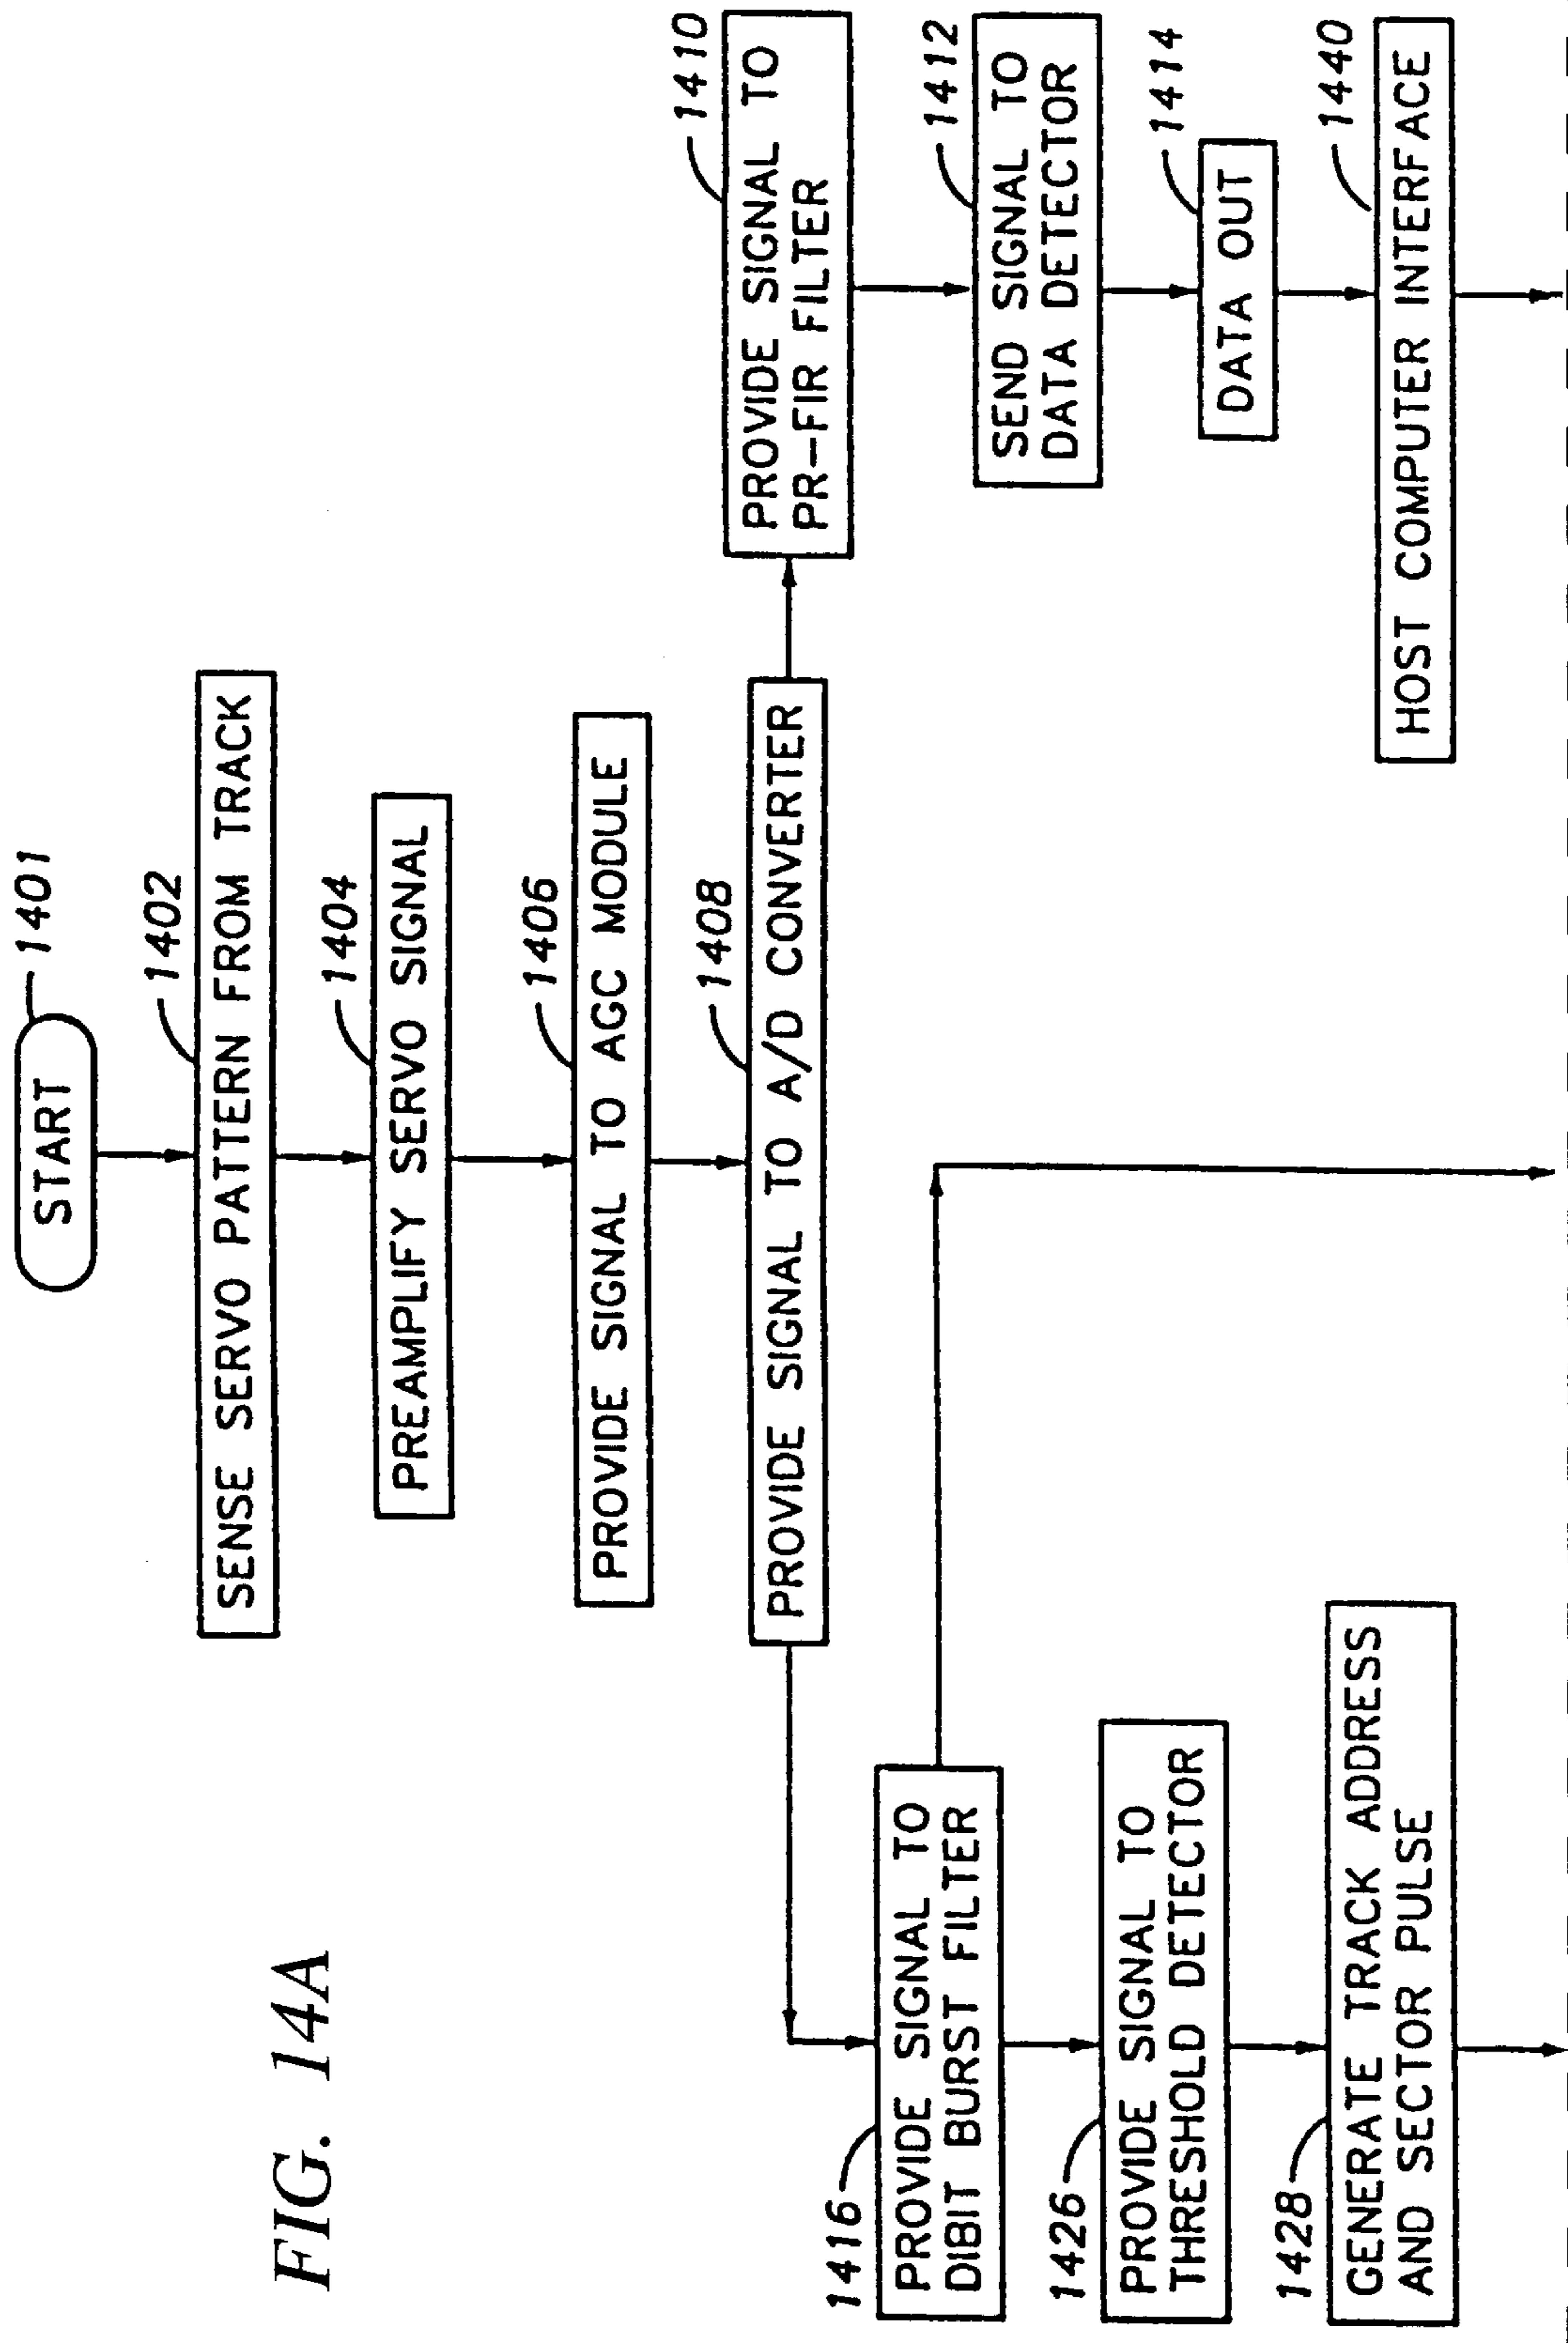 FIG. 14A
START
1401
1402
SENSE SERVO PATTERN FROM TRACK
1404
PREAMPLIFY SERVO SIGNAL
1406
PROVIDE SIGNAL TO AGC MODULE
1408
PROVIDE SIGNAL TO A/D CONVERTER
1410
PROVIDE SIGNAL TO
PR-FIR FILTER
1412
SEND SIGNAL TO
DATA DETECTOR
1414
DATA OUT
1440
HOST COMPUTER INTERFACE
1416
PROVIDE SIGNAL TO
DIBIT BURST FILTER
1426
PROVIDE SIGNAL TO
THRESHOLD DETECTOR
1428
GENERATE TRACK ADDRESS
AND SECTOR PULSE